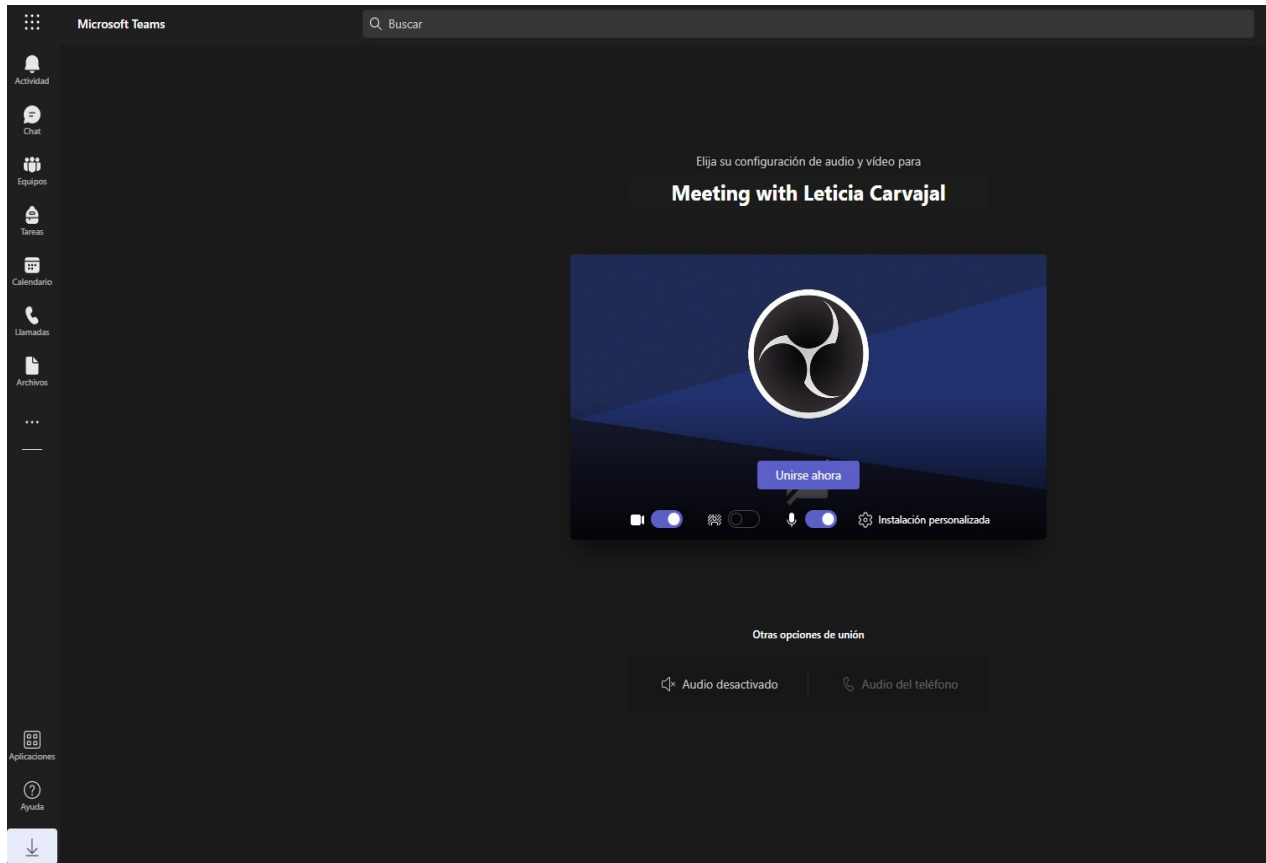 Microsoft Teams
Buscar
Actividad
Chat
Equipos
Tareas
Calendario
Llamadas
Archivos
Elija su configuración de audio y vídeo para
Meeting with Leticia Carvajal
Unirse ahora
Instalación personalizada
Otras opciones de unión
Audio desactivado
Audio del teléfono
Aplicaciones
Ayuda